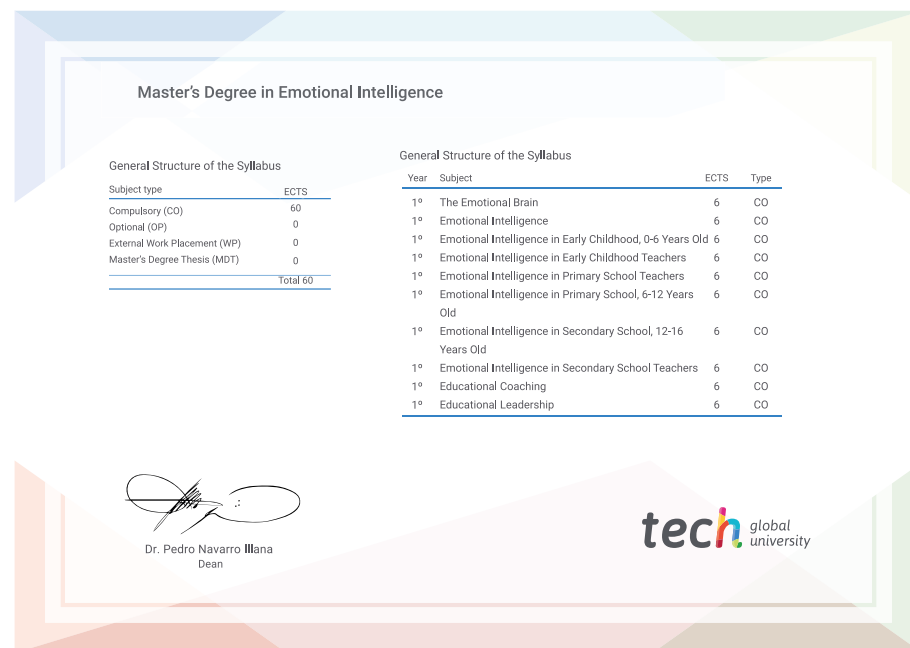 Master's Degree in Emotional Intelligence
General Structure of the Syllabus
Subject type ECTS
Compulsory (CO) 60
Optional (OP) 0
External Work Placement (WP) 0
Master's Degree Thesis (MDT) 0
Total 60
General Structure of the Syllabus
Year Subject ECTS Type
1º The Emotional Brain 6 CO
1º Emotional Intelligence 6 CO
1º Emotional Intelligence in Early Childhood, 0-6 Years Old 6 CO
1º Emotional Intelligence in Early Childhood Teachers 6 CO
1º Emotional Intelligence in Primary School Teachers 6 CO
1º Emotional Intelligence in Primary School, 6-12 Years 6 CO
Old
1º Emotional Intelligence in Secondary School, 12-16 6 CO
Years Old
1º Emotional Intelligence in Secondary School Teachers 6 CO
1º Educational Coaching 6 CO
1º Educational Leadership 6 CO
Dr. Pedro Navarro Illana
Dean
tech global
university